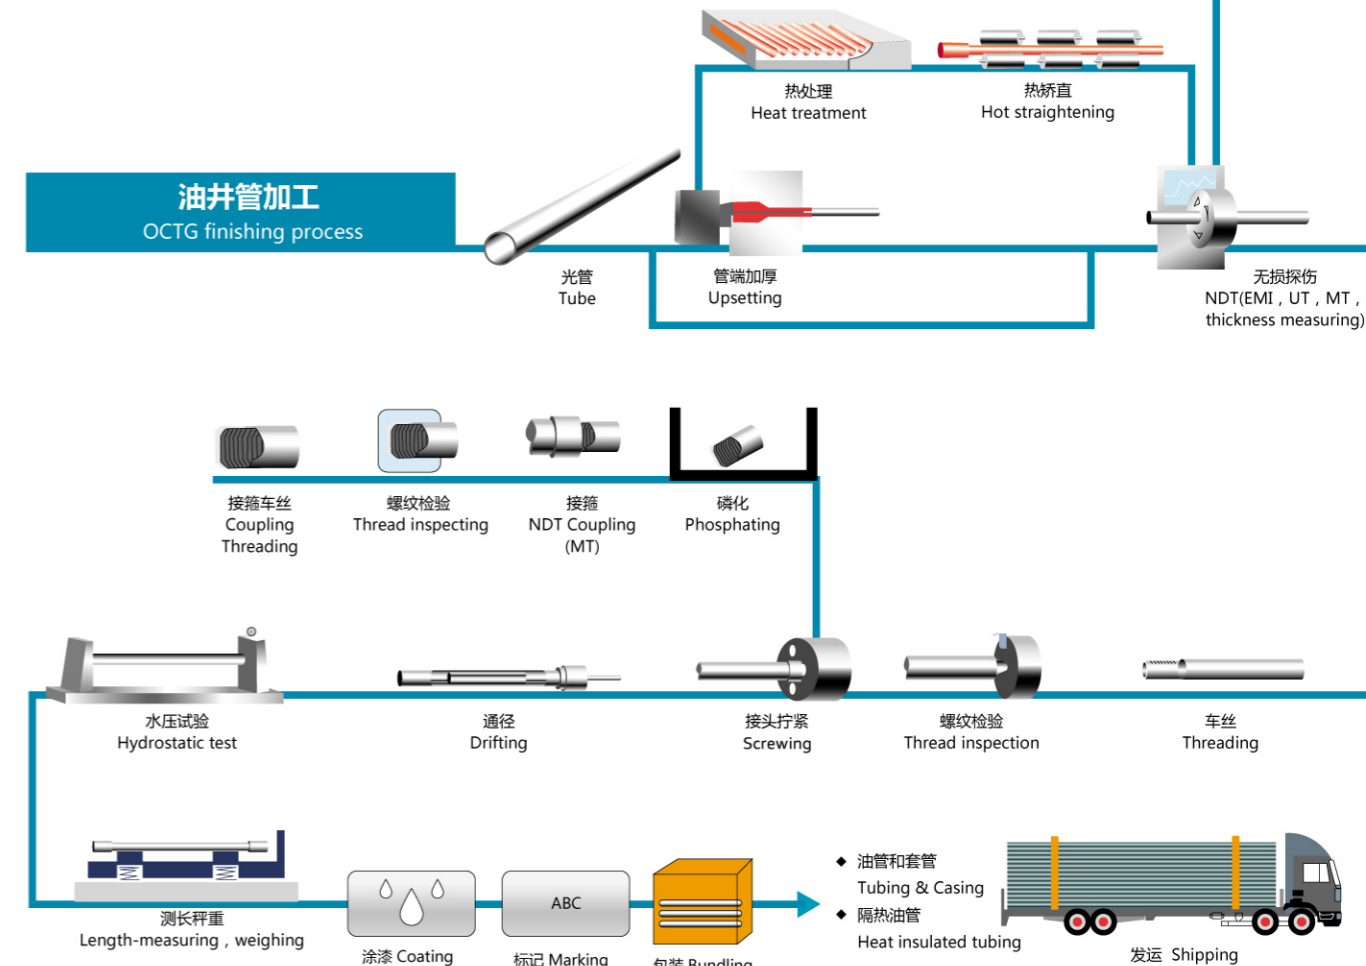 热处理
Heat treatment
热矫直
Hot straightening
油井管加工
OCTG finishing process
光管
Tube
管端加厚
Upsetting
无损探伤
NDT(EMI , UT , MT ,
thickness measuring)
接箍车丝
Coupling
Threading
螺纹检验
Thread inspecting
接箍
NDT Coupling
(MT)
磷化
Phosphating
水压试验
Hydrostatic test
通径
Drifting
接头拧紧
Screwing
螺纹检验
Thread inspection
车丝
Threading
测长秤重
Length-measuring , weighing
涂漆 Coating
ABC
标记 Marking
包装 Bundling
◆ 油管和套管
Tubing & Casing
◆ 隔热油管
Heat insulated tubing
发运 Shipping